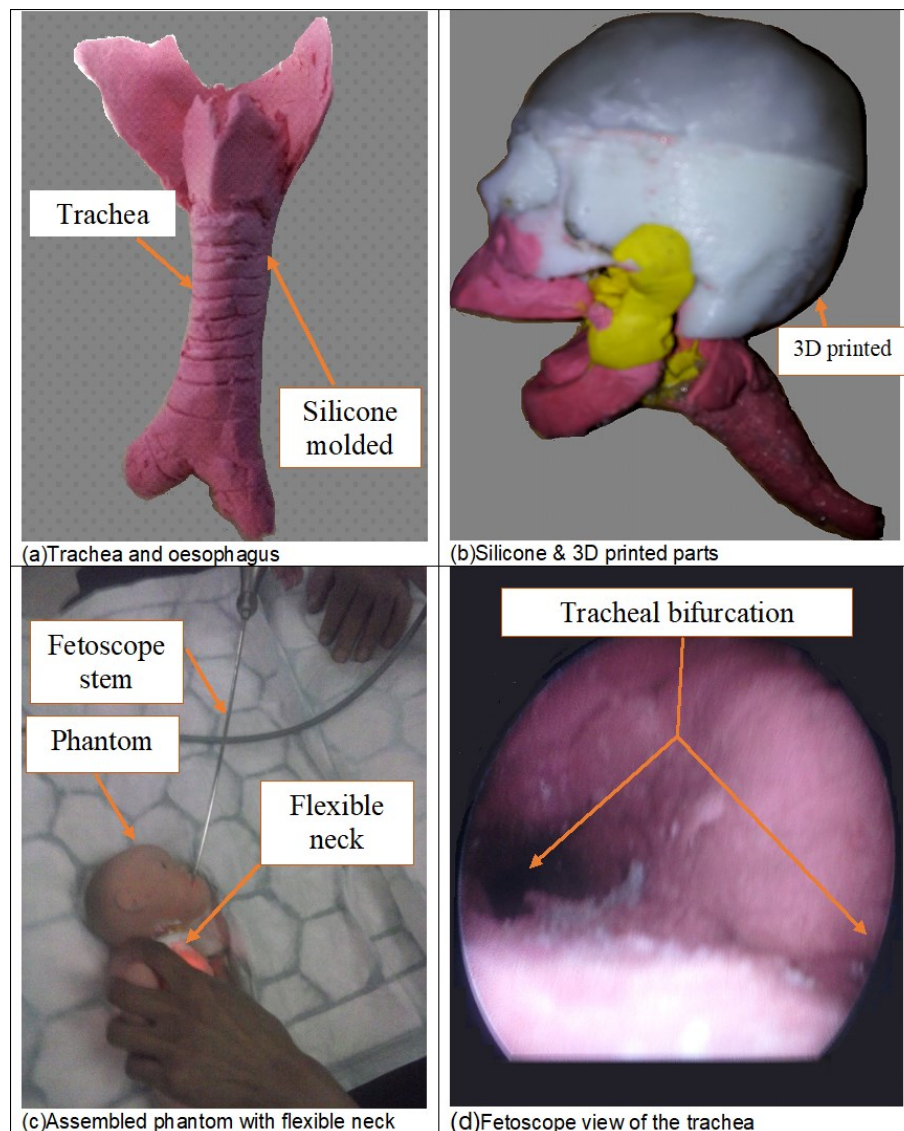 Trachea
Silicone
molded
(a)Trachea and oesophagus
3D printed
(b)Silicone & 3D printed parts
Fetoscope
stem
Phantom
Flexible
neck
(c)Assembled phantom with flexible neck
Tracheal bifurcation
(d)Fetoscope view of the trachea